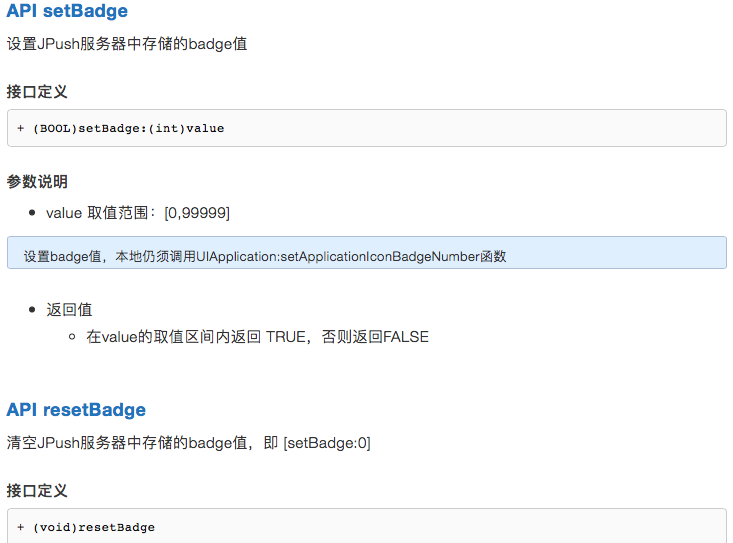 API setBadge
设置JPush服务器中存储的badge值
接口定义
+ (BOOL)setBadge:(int)value
参数说明
• value 取值范围：[0,99999]
设置badge值，本地仍须调用UIApplication:setApplicationIconBadgeNumber函数
• 返回值
◦ 在value的取值区间内返回 TRUE，否则返回FALSE
API resetBadge
清空JPush服务器中存储的badge值，即 [setBadge:0]
接口定义
+ (void)resetBadge